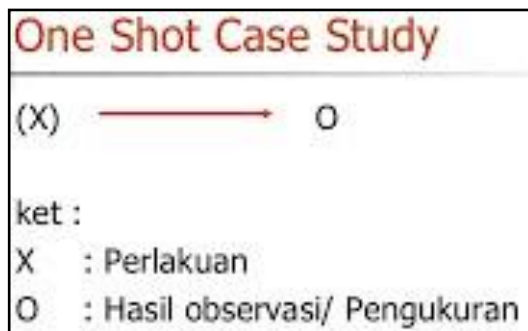 One Shot Case Study
(X) O
ket :
X : Perlakuan
O : Hasil observasi/ Pengukuran